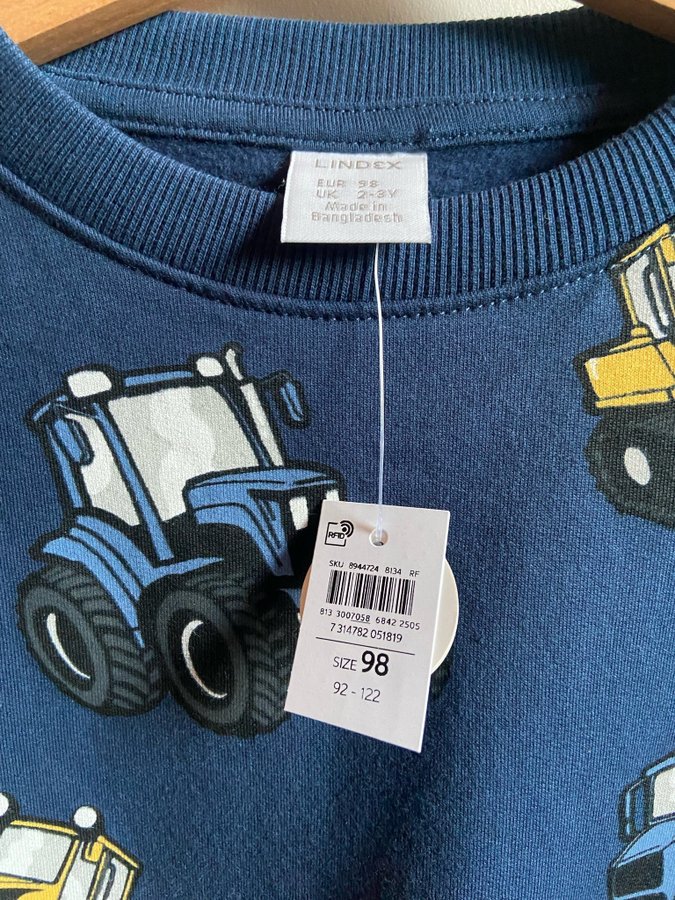 LINDEX
EUR 98
UK 2-3Y
Made in
Bangladesh
RFID
SKU 8944724 8134 RF
813 3007058 6842 2505
7 314782 051819
SIZE 98
92 - 122